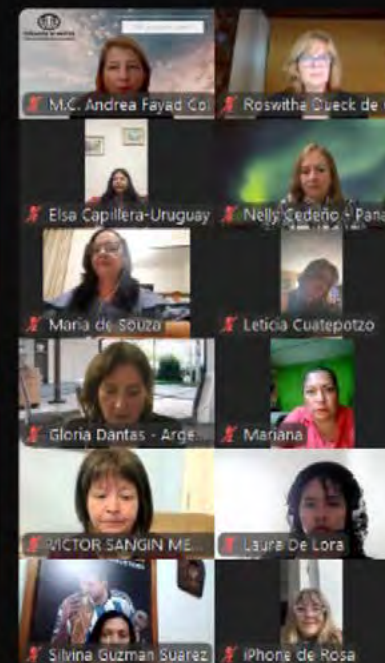 M.C. Andrea Fayad Col
Roswitha Dueck de
Elsa Capillera-Uruguay
Nelly Cedeño - Pana
Maria de Souza
Leticia Cuatepotzo
Gloria Dantas - Arge...
Mariana
VICTOR SANGIN ME...
Laura De Lora
Silvina Guzman Suarez
iPhone de Rosa